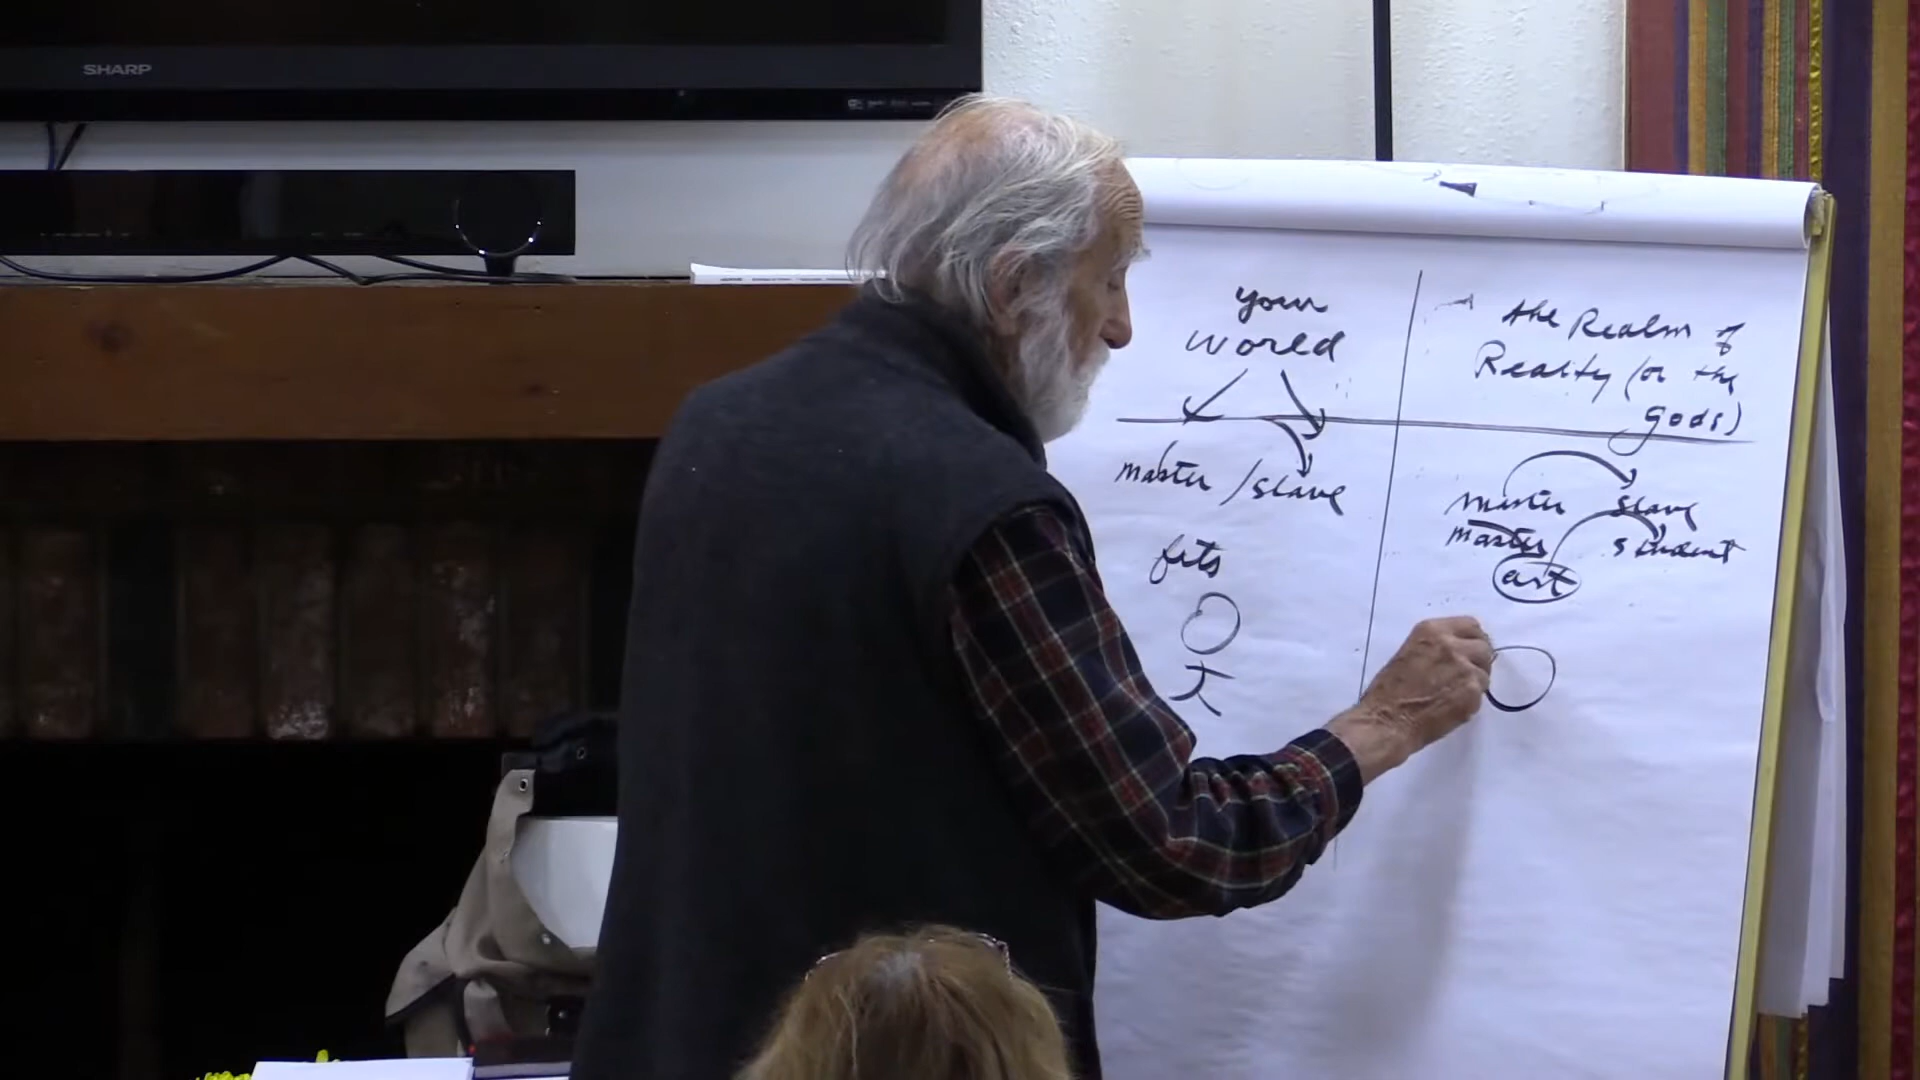 SHARP
your
world
the Realm of
Reality (or the
gods)
master / slave
master slave
master student
art
fits